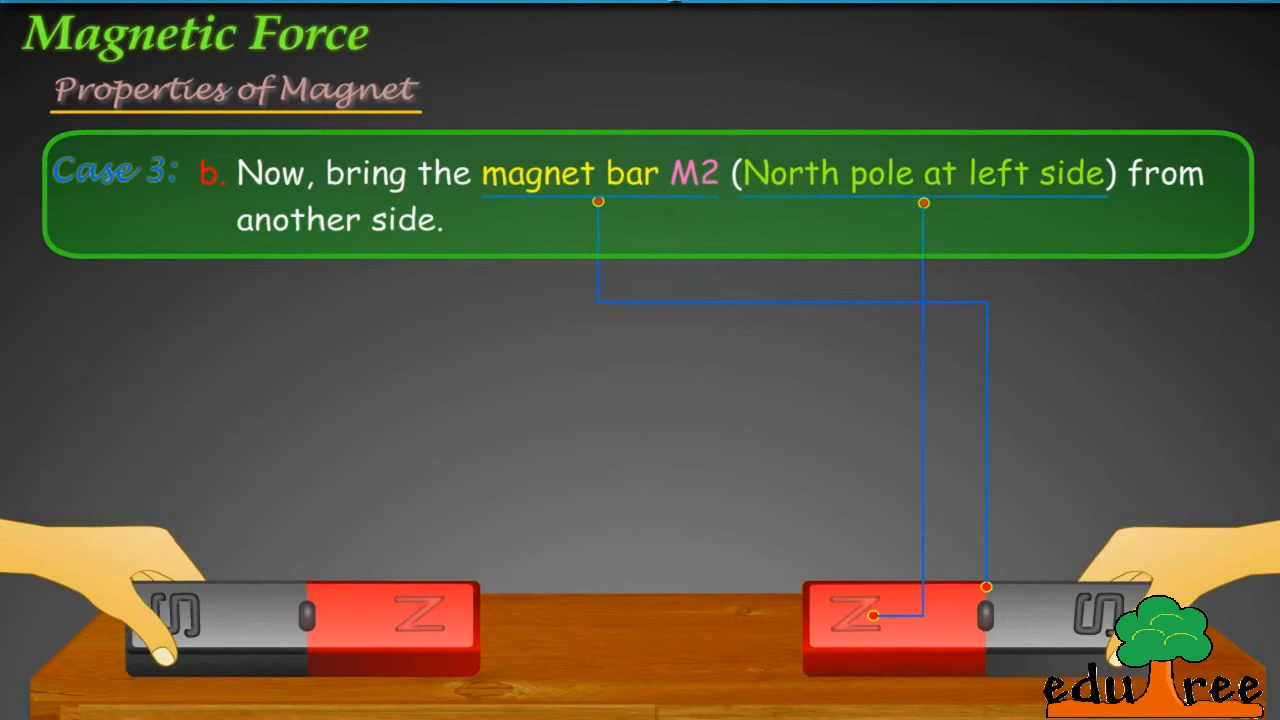 Magnetic Force
Properties of Magnet
Case 3: b. Now, bring the magnet bar M2 (North pole at left side) from
another side.
S N
N S
edu Tree